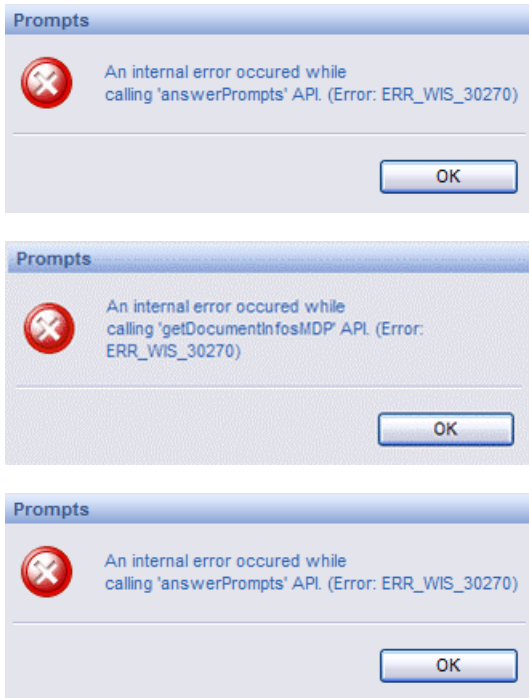 Prompts
An internal error occured while
calling 'answerPrompts' API. (Error: ERR_WIS_30270)
OK
Prompts
An internal error occured while
calling 'getDocumentInfosMDP' API. (Error:
ERR_WIS_30270)
OK
Prompts
An internal error occured while
calling 'answerPrompts' API. (Error: ERR_WIS_30270)
OK